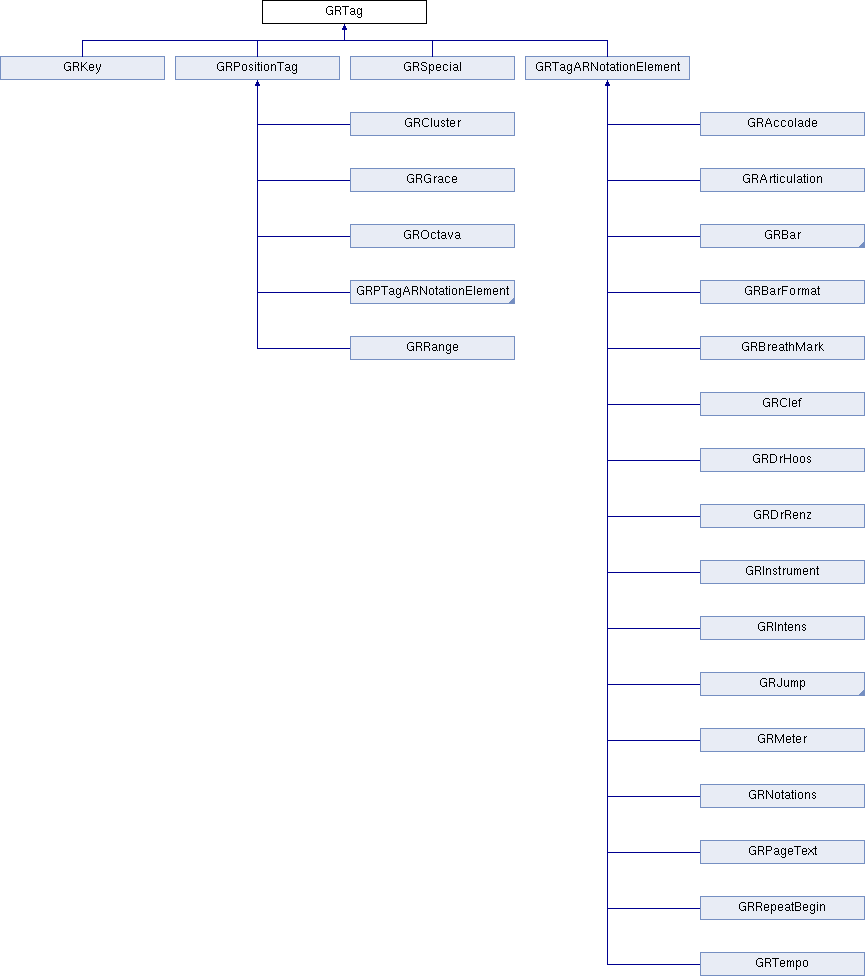 GRTag
GRKey GRPositionTag GRSpecial GRTagARNotationElement
GRCluster GRAccolade
GRGrace GRArticulation
GROctava GRBar
GRPTagARNotationElement GRBarFormat
GRRange GRBreathMark
GRClef
GRDrHoos
GRDrRenz
GRInstrument
GRIntens
GRJump
GRMeter
GRNotations
GRPageText
GRRepeatBegin
GRTempo